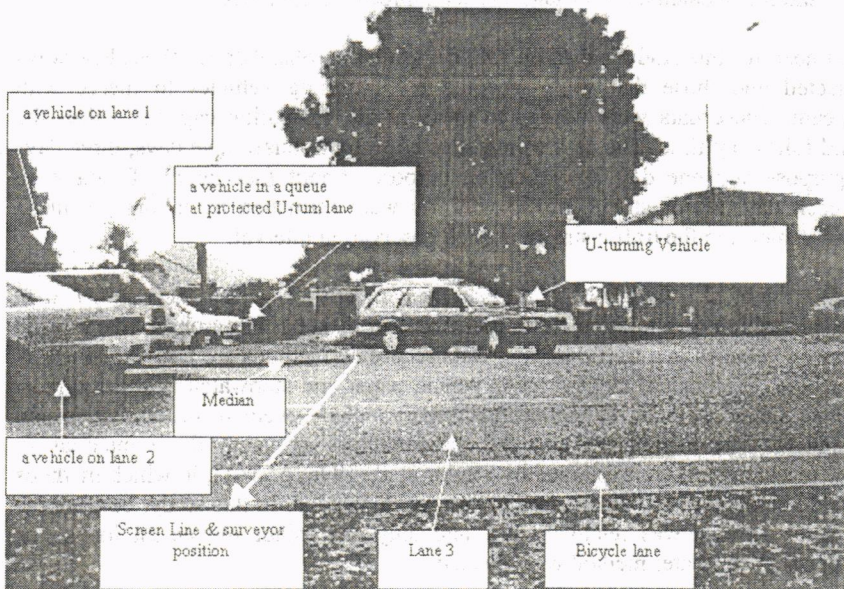 a vehicle on lane 1
a vehicle in a queue
at protected U-turn lane
U-turning Vehicle
Median
a vehicle on lane 2
Screen Line & surveyor
position
Lane 3
Bicycle lane